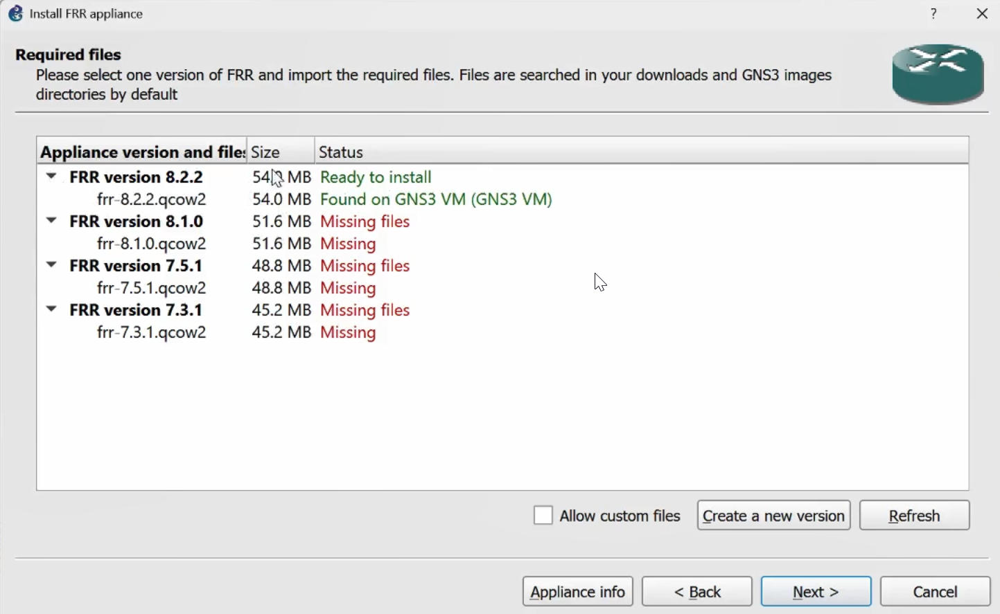 Install FRR appliance
?
Required files
Please select one version of FRR and import the required files. Files are searched in your downloads and GNS3 images
directories by default
Appliance version and files Size Status
FRR version 8.2.2 54.0 MB Ready to install
frr-8.2.2.qcow2 54.0 MB Found on GNS3 VM (GNS3 VM)
FRR version 8.1.0 51.6 MB Missing files
frr-8.1.0.qcow2 51.6 MB Missing
FRR version 7.5.1 48.8 MB Missing files
frr-7.5.1.qcow2 48.8 MB Missing
FRR version 7.3.1 45.2 MB Missing files
frr-7.3.1.qcow2 45.2 MB Missing
Allow custom files Create a new version Refresh
Appliance info < Back Next > Cancel